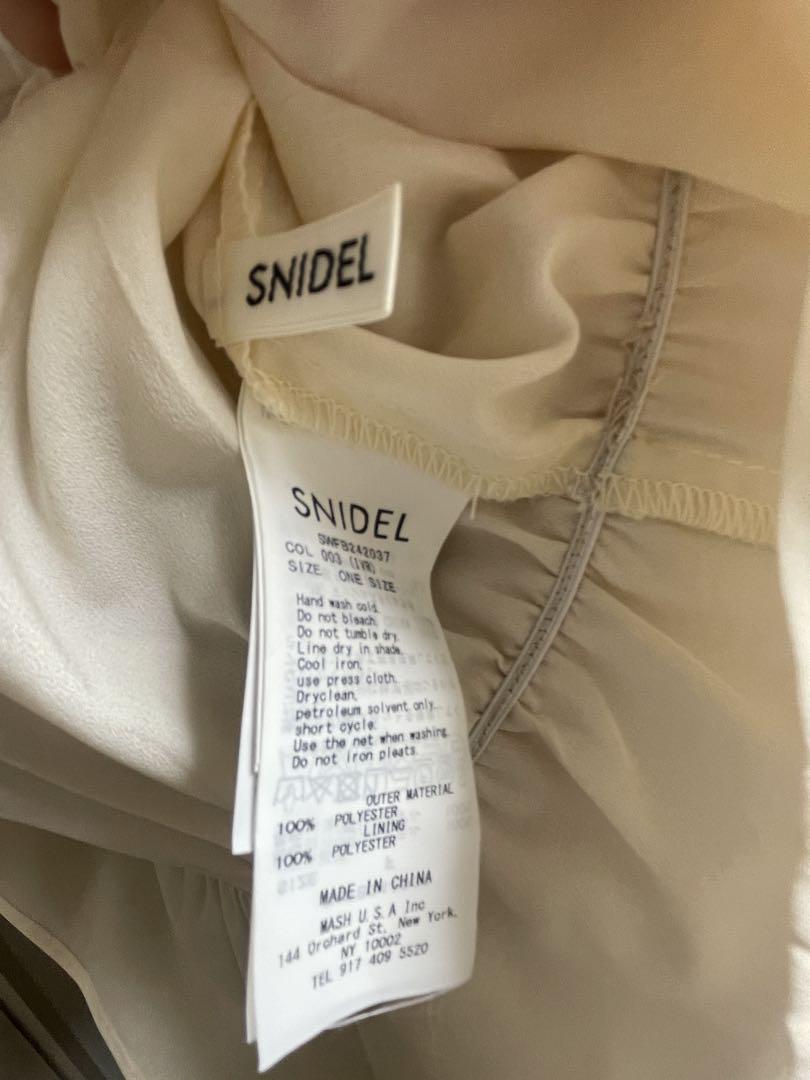 SNIDEL
SNIDEL
SWFB242037
COL 003 (IVR)
SIZE ONE SIZE
Hand wash cold.
Do not bleach.
Do not tumble dry.
Line dry in shade.
Cool iron.
use press cloth.
Dryclean.
petroleum solvent only.
short cycle.
Use the net when washing.
Do not iron pleats.
OUTER MATERIAL
100% POLYESTER
LINING
100% POLYESTER
MADE IN CHINA
MASH U.S.A Inc
144 Orchard St. New York.
NY 10002
TEL 917 409 5520